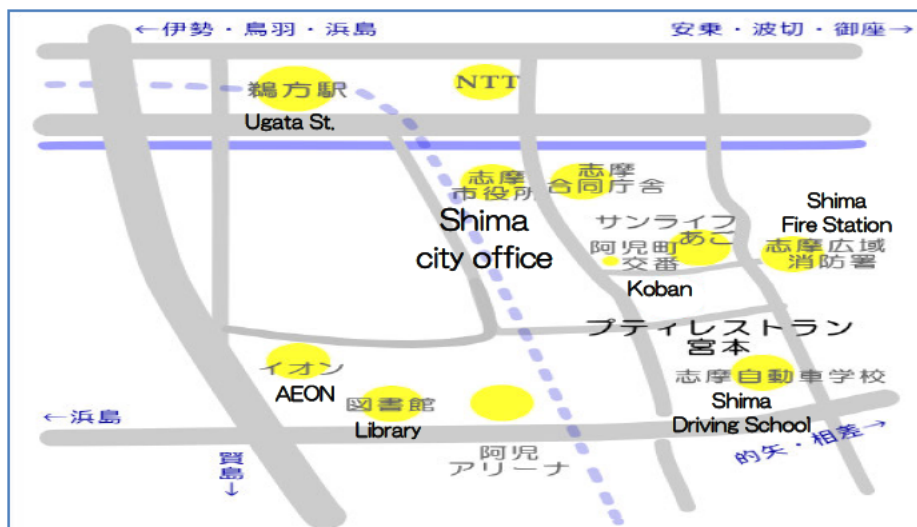 ←伊勢・鳥羽・浜島
安乗・波切・御座→
鵜方駅
Ugata St.
NTT
志摩
市役所
Shima
city office
志摩
合同庁舎
サンライフ
あご
阿児町
交番
Koban
Shima
Fire Station
志摩広域
消防署
プティレストラン
宮本
イオン
AEON
図書館
Library
阿児
アリーナ
志摩自動車学校
Shima
Driving School
←浜島
賢島→
的矢・相差→